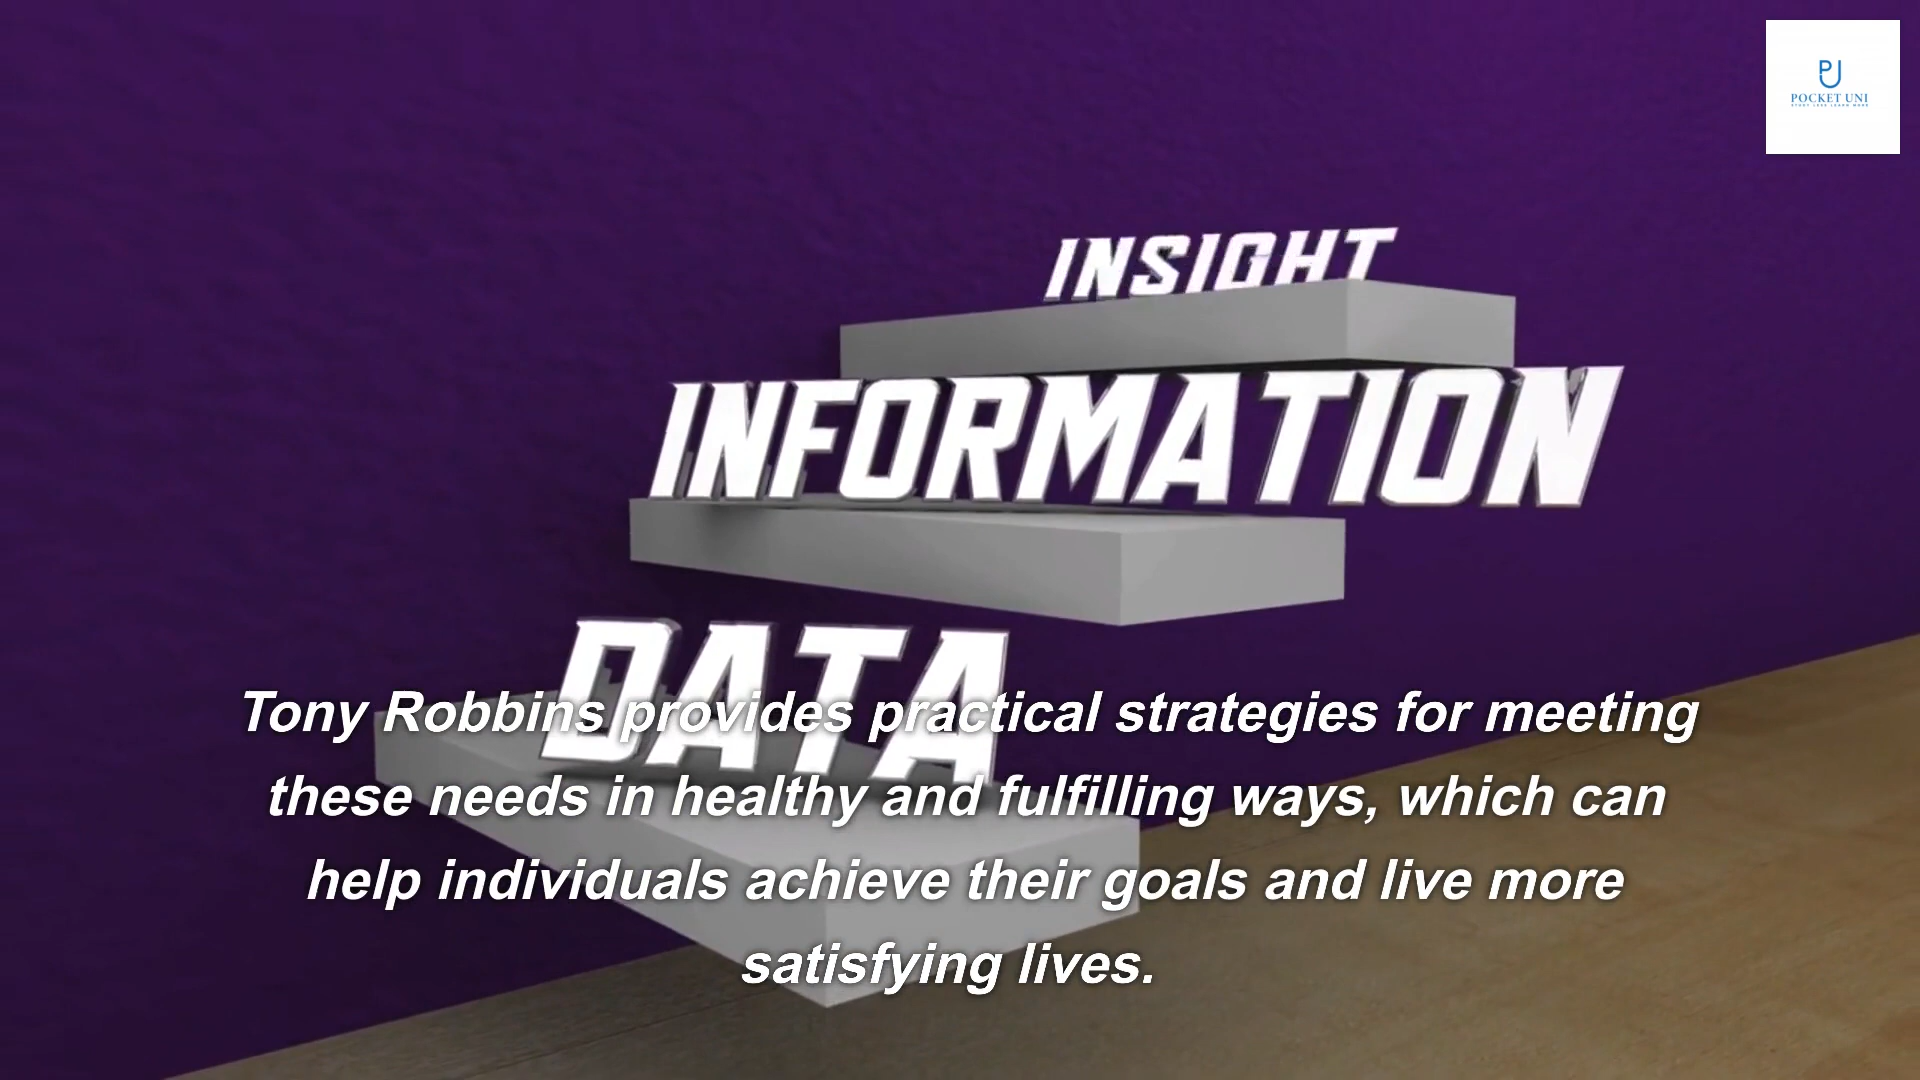 POCKET UNI
INSIGHT
INFORMATION
DATA
Tony Robbins provides practical strategies for meeting
these needs in healthy and fulfilling ways, which can
help individuals achieve their goals and live more
satisfying lives.